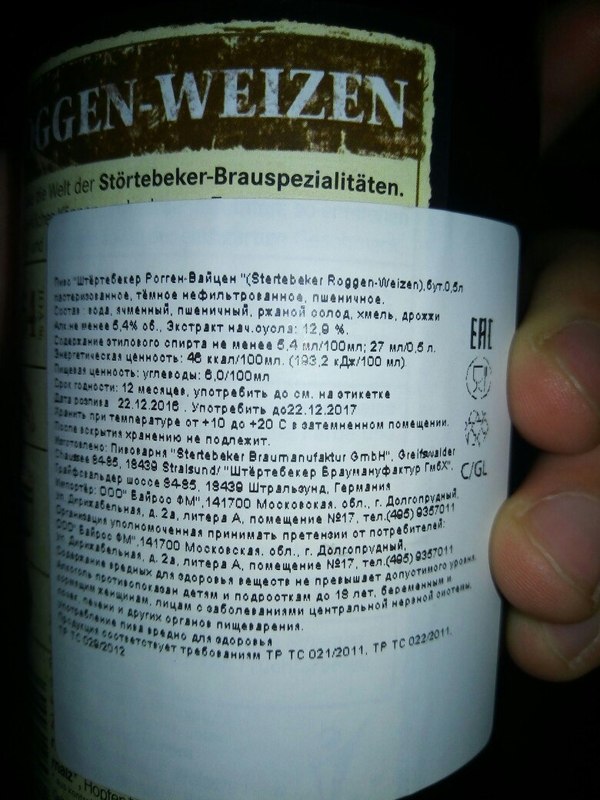 GGEN-WEIZEN
Welt der Störtebeker-Brauspezialitäten.
Пиво "Штёртебекер Рогген-Вайцен "(Stertebeker Roggen-Weizen),бут.0,5л
пастеризованное, тёмное нефильтрованное, пшеничное.
Состав : вода, ячменный, пшеничный, ржаной солод, хмель, дрожжи
Алк.не менее 5,4% об., Экстракт нач.сусла: 12,9 %.
Содержание этилового спирта не менее 5,4 мл/100мл; 27 мл/0,5 л.
Энергетическая ценность: 46 ккал/100мл. (193,2 кДж/100 мл)
Пищевая ценность: углеводы: 6,0/100мл
Срок годности: 12 месяцев, употребить до см. на этикетке
Дата розлива 22.12.2016 . Употребить до22.12.2017
Хранить при температуре от +10 до +20 С в затемненном помещении.
После вскрытия хранению не подлежит.
Изготовлено: Пивоварня "Stertebeker Braumanufaktur GmbH", Greifswalder
Chaussee 84-85, 18439 Stralsund/ "Штёртебекер Браумануфактур ГмбХ",
Грайфсвальдер шоссе 84-85, 18439 Штральзунд, Германия
Импортёр: ООО" Вайрос ФМ",141700 Московская. обл., г. Долгопрудный,
ул. Дирижабельная, д. 2а, литера А, помещение №17, тел.(495) 9357011
Организация уполномоченная принимать претензии от потребителей:
ООО" Вайрос ФМ",141700 Московская. обл., г. Долгопрудный,
ул. Дирижабельная, д. 2а, литера А, помещение №17, тел.(495) 9357011
Содержание вредных для здоровья веществ не превышает допустимого уровня.
Алкоголь противопоказан детям и подросткам до 18 лет, беременным и
кормящим женщинам, лицам с заболеваниями центральной нервной системы,
почек, печени и других органов пищеварения.
Употребление пива вредно для здоровья
Продукция соответствует требованиям ТР ТС 021/2011, ТР ТС 022/2011,
ТР ТС 029/2012
EAC
C/GL
malz", Hopfen